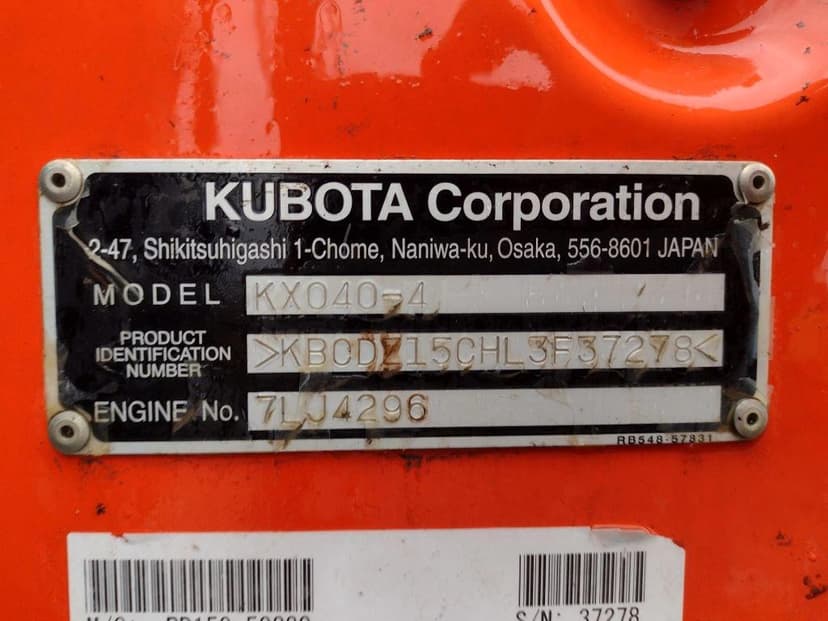 KUBOTA Corporation
2-47, Shikitsuhigashi 1-Chome, Naniwa-ku, Osaka, 556-8601 JAPAN
MODEL KX040-4
PRODUCT
IDENTIFICATION
NUMBER
>KBCDZ15CHL3F37278<
ENGINE No. 7LJ4296
RB548-57831
S/N: 37278